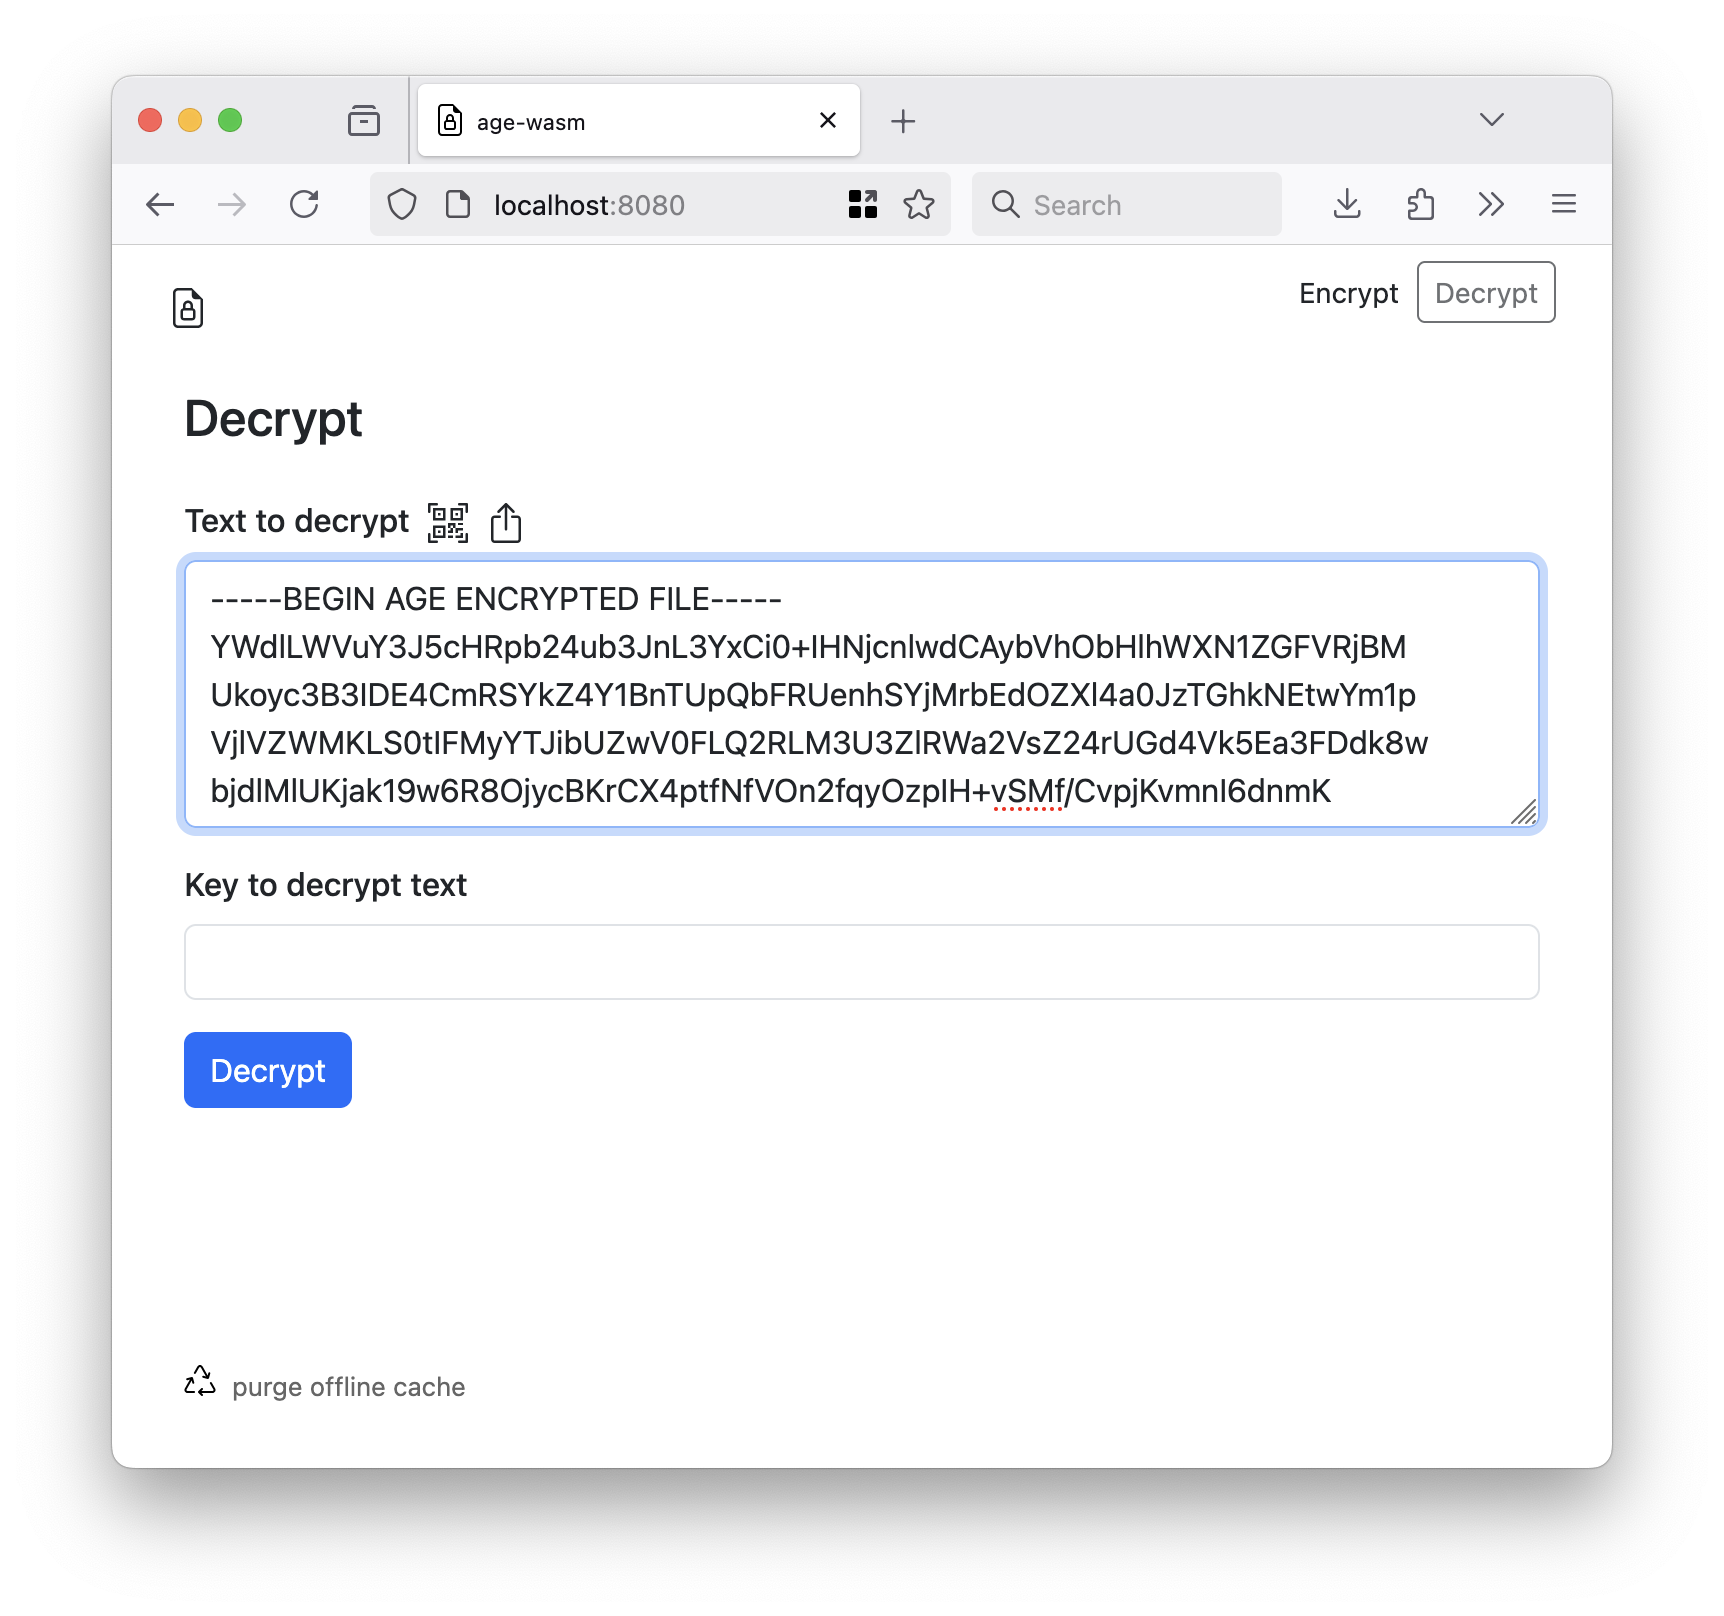 age-wasm
localhost:8080
Search
Encrypt
Decrypt
Decrypt
Text to decrypt
-----BEGIN AGE ENCRYPTED FILE-----
YWdlLWVuY3J5cHRpb24ub3JnL3YxCi0+IHNjcnlwdCAybVhObHlhWXN1ZGFVRjBM
Ukoyc3B3IDE4CmRSYkZ4Y1BnTUpQbFRUenhSYjMrbEdOZXl4a0JzTGhkNEtwYm1p
VjlVZWMKLS0tIFMyYTJibUZwV0FLQ2RLM3U3ZlRWa2VsZ24rUGd4Vk5Ea3FDdk8w
bjdlMlUKjak19w6R8OjycBKrCX4ptfNfVOn2fqyOzpIH+vSMf/CvpjKvmnI6dnmK
Key to decrypt text
Decrypt
purge offline cache